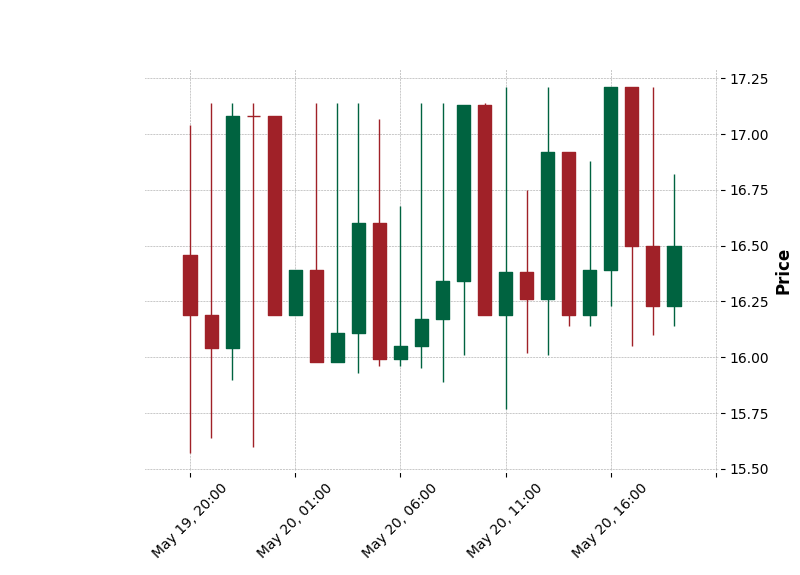 17.25
17.00
16.75
16.50
16.25
16.00
15.75
15.50
Price
May 19, 20:00
May 20, 01:00
May 20, 06:00
May 20, 11:00
May 20, 16:00